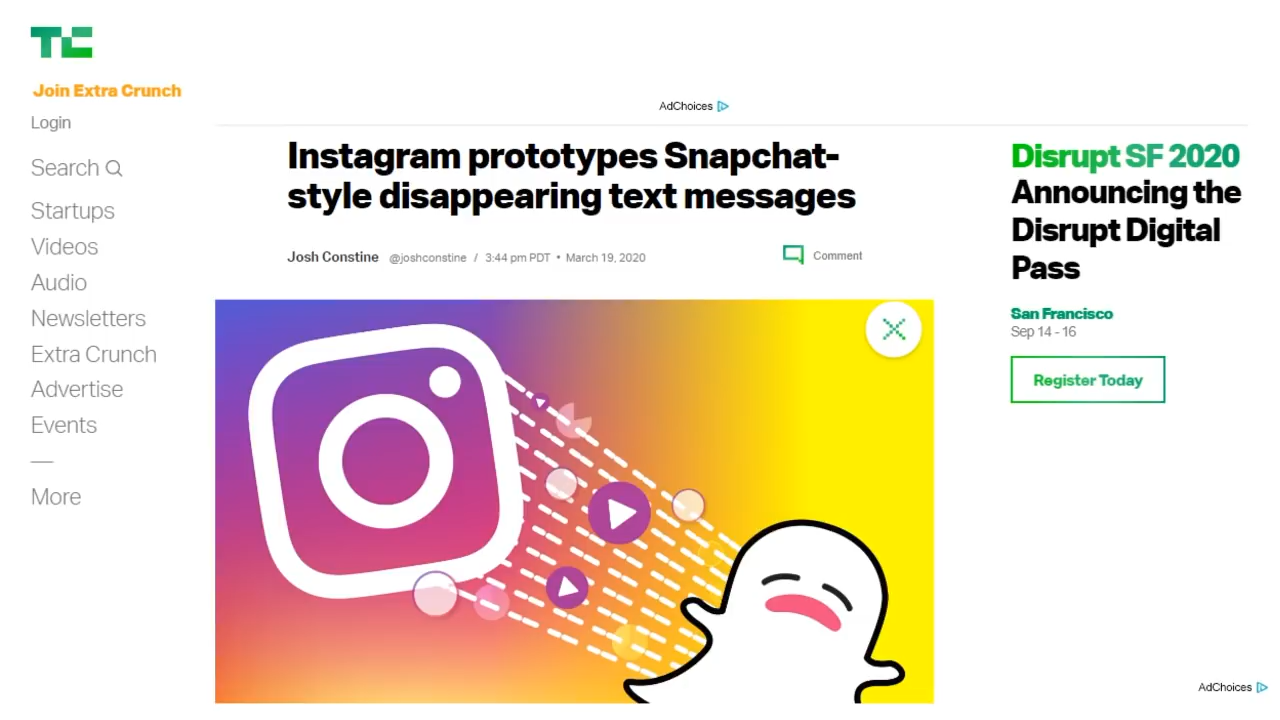 TC
Join Extra Crunch
Login
Search
Startups
Videos
Audio
Newsletters
Extra Crunch
Advertise
Events
—
More
AdChoices
Instagram prototypes Snapchat-
style disappearing text messages
Josh Constine @joshconstine / 3:44 pm PDT • March 19, 2020
Comment
Disrupt SF 2020
Announcing the
Disrupt Digital
Pass
San Francisco
Sep 14 - 16
Register Today
AdChoices